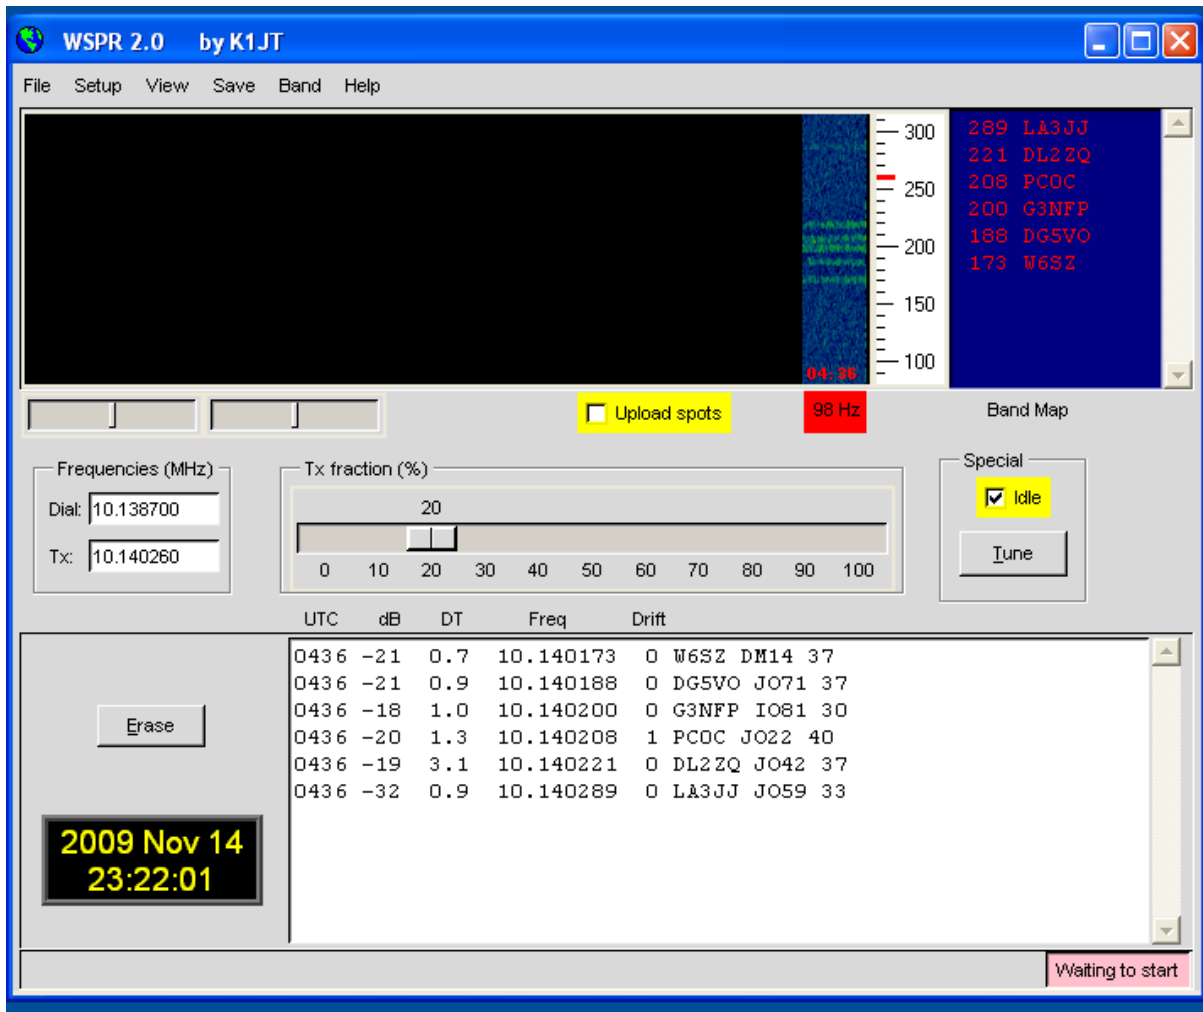 WSPR 2.0 by K1JT
File Setup View Save Band Help
300
250
200
150
100
04:36
289 LA3JJ
221 DL2ZQ
208 PC0C
200 G3NFP
188 DG5VO
173 W6SZ
Upload spots
98 Hz
Band Map
Frequencies (MHz)
Dial: 10.138700
Tx: 10.140260
Tx fraction (%)
20
0 10 20 30 40 50 60 70 80 90 100
Special
Idle
Tune
UTC dB DT Freq Drift
0436 -21 0.7 10.140173 0 W6SZ DM14 37
0436 -21 0.9 10.140188 0 DG5VO JO71 37
0436 -18 1.0 10.140200 0 G3NFP IO81 30
0436 -20 1.3 10.140208 1 PC0C JO22 40
0436 -19 3.1 10.140221 0 DL2ZQ JO42 37
0436 -32 0.9 10.140289 0 LA3JJ JO59 33
Erase
2009 Nov 14
23:22:01
Waiting to start